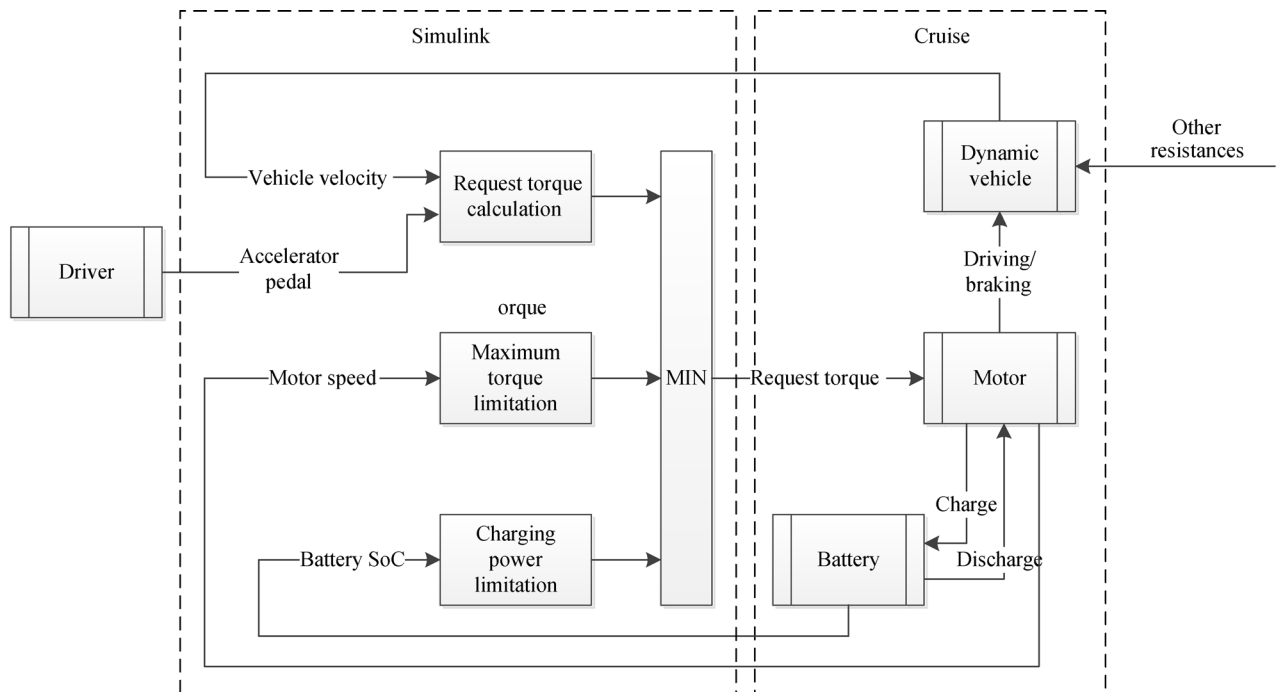 Simulink
Cruise
Other
resistances
Dynamic
vehicle
Vehicle velocity
Request torque
calculation
Driver
Accelerator
pedal
Driving/
braking
orque
Motor speed
Maximum
torque
limitation
MIN
Request torque
Motor
Charge
Battery SoC
Charging
power
limitation
Battery
Discharge